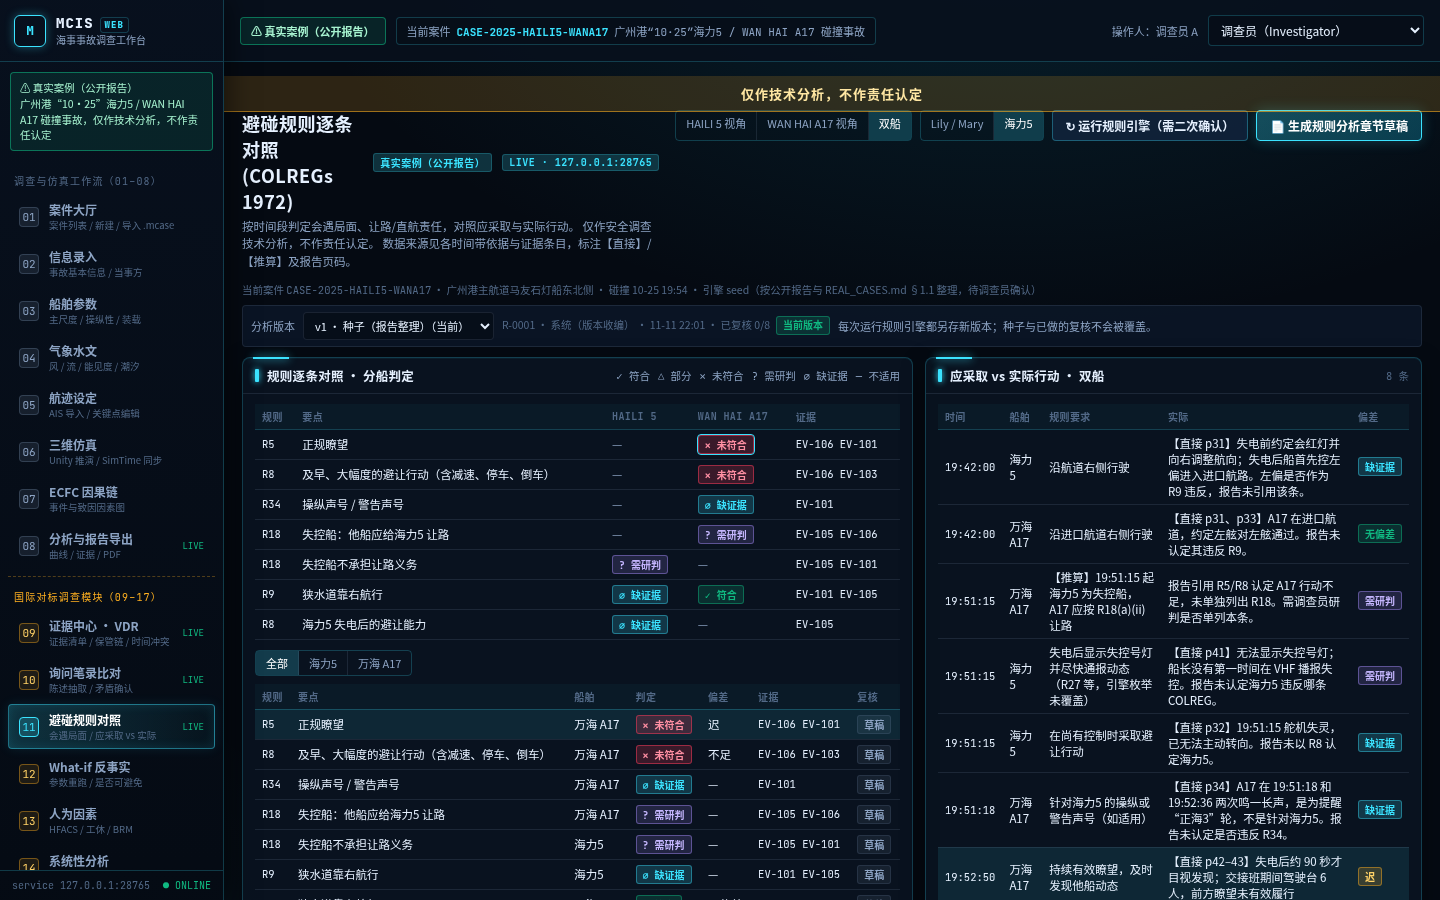 M
MCIS WEB
海事事故调查工作台
⚠ 真实案例（公开报告）
广州港“10・25”海力5 / WAN HAI
A17 碰撞事故，仅作技术分析，不作责
任认定
调查与仿真工作流（01–08）
01 案件大厅
案件列表 / 新建 / 导入 .mcase
02 信息录入
事故基本信息 / 当事方
03 船舶参数
主尺度 / 操纵性 / 装载
04 气象水文
风 / 流 / 能见度 / 潮汐
05 航迹设定
AIS 导入 / 关键点编辑
06 三维仿真
Unity 推演 / SimTime 同步
07 ECFC 因果链
事件与致因因素图
08 分析与报告导出 LIVE
曲线 / 证据 / PDF
国际对标调查模块（09–17）
09 证据中心 · VDR LIVE
证据清单 / 保管链 / 时间冲突
10 询问笔录比对 LIVE
陈述抽取 / 矛盾确认
11 避碰规则对照 LIVE
会遇局面 / 应采取 vs 实际
12 What-if 反事实
参数重跑 / 是否可避免
13 人为因素
HFACS / 工休 / BRM
14 系统性分析
service 127.0.0.1:28765 ● ONLINE
⚠ 真实案例（公开报告）
当前案件 CASE-2025-HAILI5-WANA17 广州港“10·25”海力5 / WAN HAI A17 碰撞事故
操作人：调查员 A
调查员（Investigator）
仅作技术分析，不作责任认定
避碰规则逐条
对照
(COLREGs
1972)
真实案例（公开报告）
LIVE · 127.0.0.1:28765
HAILI 5 视角 WAN HAI A17 视角 双船
Lily / Mary 海力5
↻ 运行规则引擎（需二次确认）
📄 生成规则分析章节草稿
按时间段判定会遇局面、让路/直航责任，对照应采取与实际行动。 仅作安全调查
技术分析，不作责任认定。 数据来源见各时间带依据与证据条目，标注【直接】/
【推算】及报告页码。
当前案件 CASE-2025-HAILI5-WANA17 · 广州港主航道马友石灯船东北侧 · 碰撞 10-25 19:54 · 引擎 seed（按公开报告与 REAL_CASES.md §1.1 整理，待调查员确认）
分析版本 v1 · 种子（报告整理）（当前） R-0001 · 系统（版本收编） · 11-11 22:01 · 已复核 0/8 当前版本 每次运行规则引擎都另存新版本；种子与已做的复核不会被覆盖。
规则逐条对照 · 分船判定
✓ 符合 △ 部分 × 未符合 ? 需研判 ∅ 缺证据 — 不适用
规则 要点 HAILI 5 WAN HAI A17 证据
R5 正规瞭望 — × 未符合 EV-106 EV-101
R8 及早、大幅度的避让行动（含减速、停车、倒车） — × 未符合 EV-106 EV-103
R34 操纵声号 / 警告声号 — ∅ 缺证据 EV-101
R18 失控船：他船应给海力5 让路 — ? 需研判 EV-105 EV-106
R18 失控船不承担让路义务 ? 需研判 — EV-105 EV-101
R9 狭水道靠右航行 ∅ 缺证据 ✓ 符合 EV-101 EV-105
R8 海力5 失电后的避让能力 ∅ 缺证据 — EV-105
全部 海力5 万海 A17
规则 要点 船舶 判定 偏差 证据 复核
R5 正规瞭望 万海 A17 × 未符合 迟 EV-106 EV-101 草稿
R8 及早、大幅度的避让行动（含减速、停车、倒车） 万海 A17 × 未符合 不足 EV-106 EV-103 草稿
R34 操纵声号 / 警告声号 万海 A17 ∅ 缺证据 — EV-101 草稿
R18 失控船：他船应给海力5 让路 万海 A17 ? 需研判 — EV-105 EV-106 草稿
R18 失控船不承担让路义务 海力5 ? 需研判 — EV-105 EV-101 草稿
R9 狭水道靠右航行 海力5 ∅ 缺证据 — EV-101 EV-105 草稿
应采取 vs 实际行动 · 双船
8 条
时间 船舶 规则要求 实际 偏差
19:42:00 海力
5
沿航道右侧行驶
【直接 p31】失电前约定会红灯并
向右调整航向；失电后船首先控左
偏进入进口航路。左偏是否作为
R9 违反，报告未引用该条。
缺证据
19:42:00 万海
A17
沿进口航道右侧行驶
【直接 p31、p33】A17 在进口航
道，约定左舷对左舷通过。报告未
认定其违反 R9。
无偏差
19:51:15 万海
A17
【推算】19:51:15 起
海力5 为失控船，
A17 应按 R18(a)(ii)
让路
报告引用 R5/R8 认定 A17 行动不
足，未单独列出 R18。需调查员研
判是否单列本条。
需研判
19:51:15 海力
5
失电后显示失控号灯
并尽快通报动态
（R27 等，引擎枚举
未覆盖）
【直接 p41】无法显示失控号灯；
船长没有第一时间在 VHF 播报失
控。报告未认定海力5 违反哪条
COLREG。
需研判
19:51:15 海力
5
在尚有控制时采取避
让行动
【直接 p32】19:51:15 舵机失灵，
已无法主动转向。报告未以 R8 认
定海力5。
缺证据
19:51:18 万海
A17
针对海力5 的操纵或
警告声号（如适用）
【直接 p34】A17 在 19:51:18 和
19:52:36 两次鸣一长声，是为提醒
“正海3”轮，不是针对海力5。报
告未认定是否违反 R34。
缺证据
19:52:50 万海
A17
持续有效瞭望，及时
发现他船动态
【直接 p42–43】失电后约 90 秒才
目视发现；交接班期间驾驶台 6
人，前方瞭望未有效履行
迟